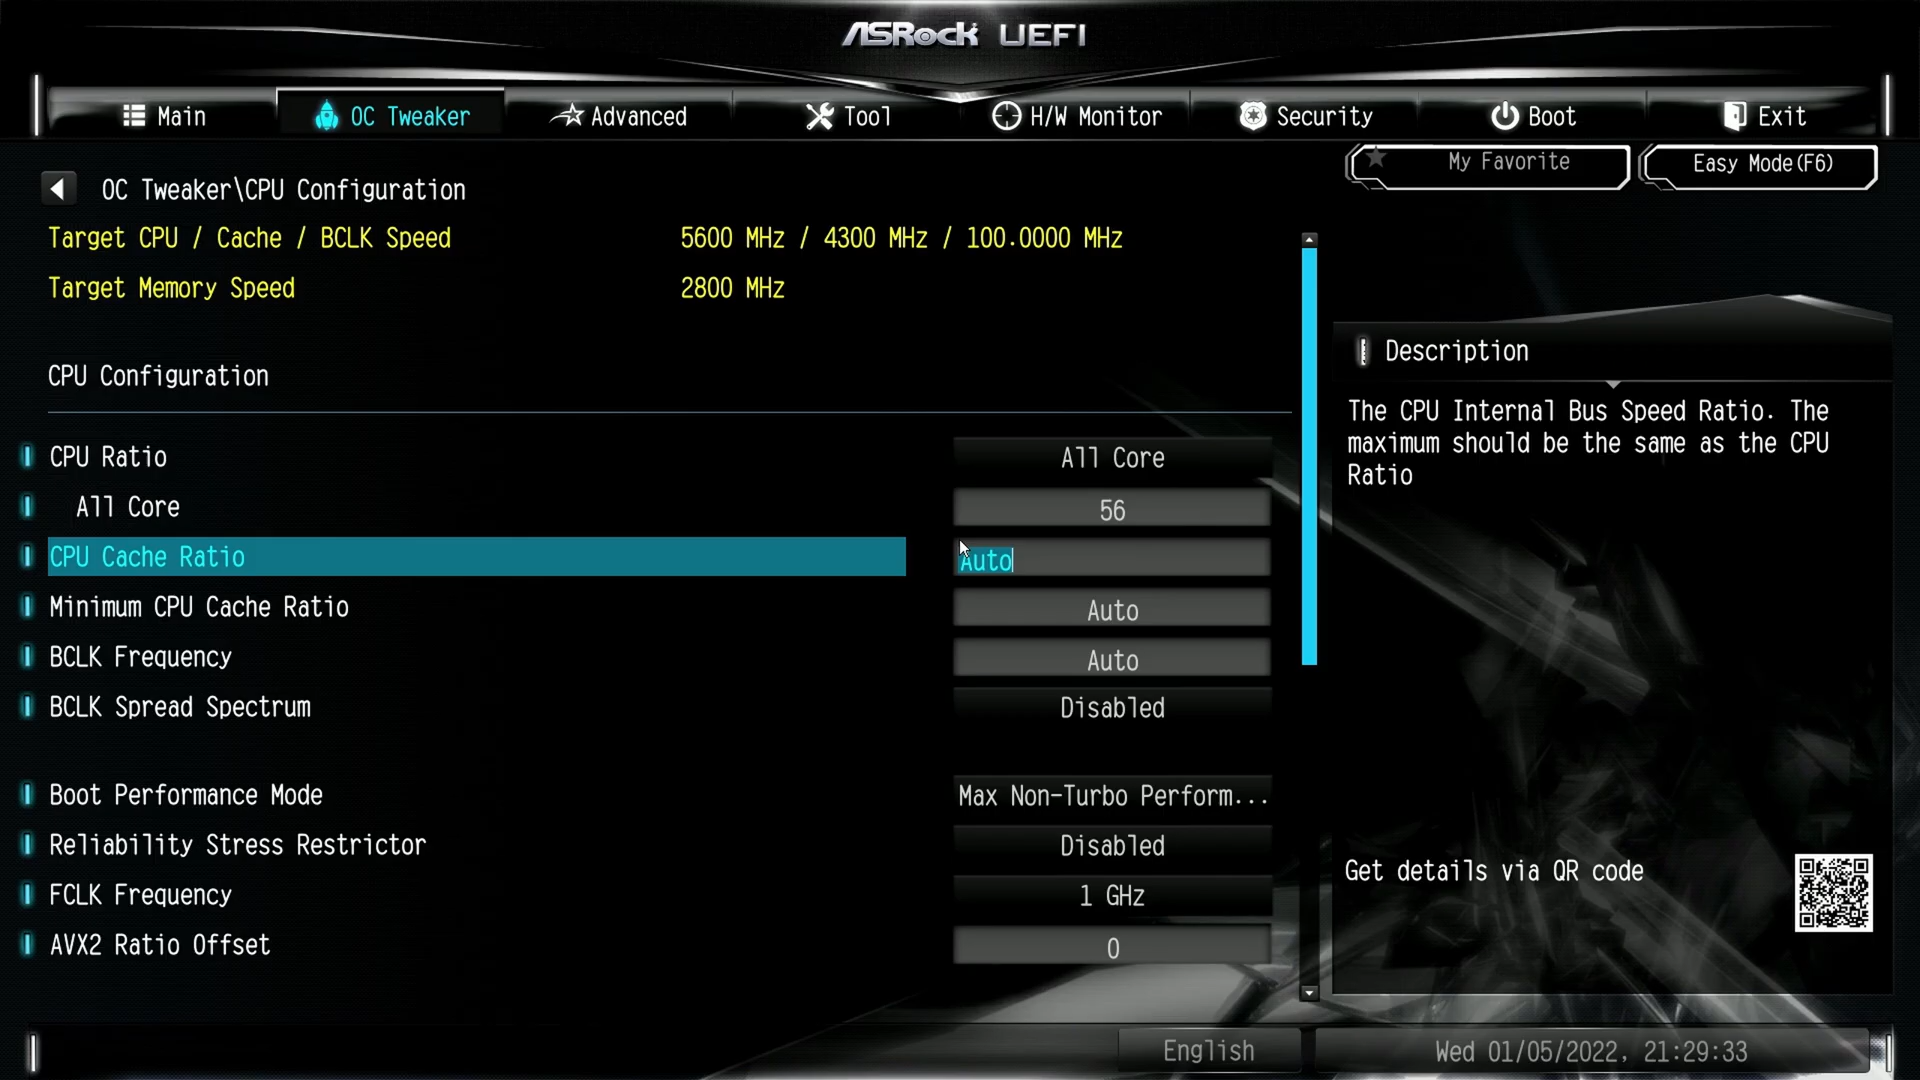 ASRock UEFI
Main OC Tweaker Advanced Tool H/W Monitor Security Boot Exit
My Favorite Easy Mode(F6)
OC Tweaker\CPU Configuration
Target CPU / Cache / BCLK Speed 5600 MHz / 4300 MHz / 100.0000 MHz
Target Memory Speed 2800 MHz
CPU Configuration
CPU Ratio All Core
All Core 56
CPU Cache Ratio Auto
Minimum CPU Cache Ratio Auto
BCLK Frequency Auto
BCLK Spread Spectrum Disabled
Boot Performance Mode Max Non-Turbo Perform...
Reliability Stress Restrictor Disabled
FCLK Frequency 1 GHz
AVX2 Ratio Offset 0
Description
The CPU Internal Bus Speed Ratio. The
maximum should be the same as the CPU
Ratio
Get details via QR code
English Wed 01/05/2022, 21:29:33